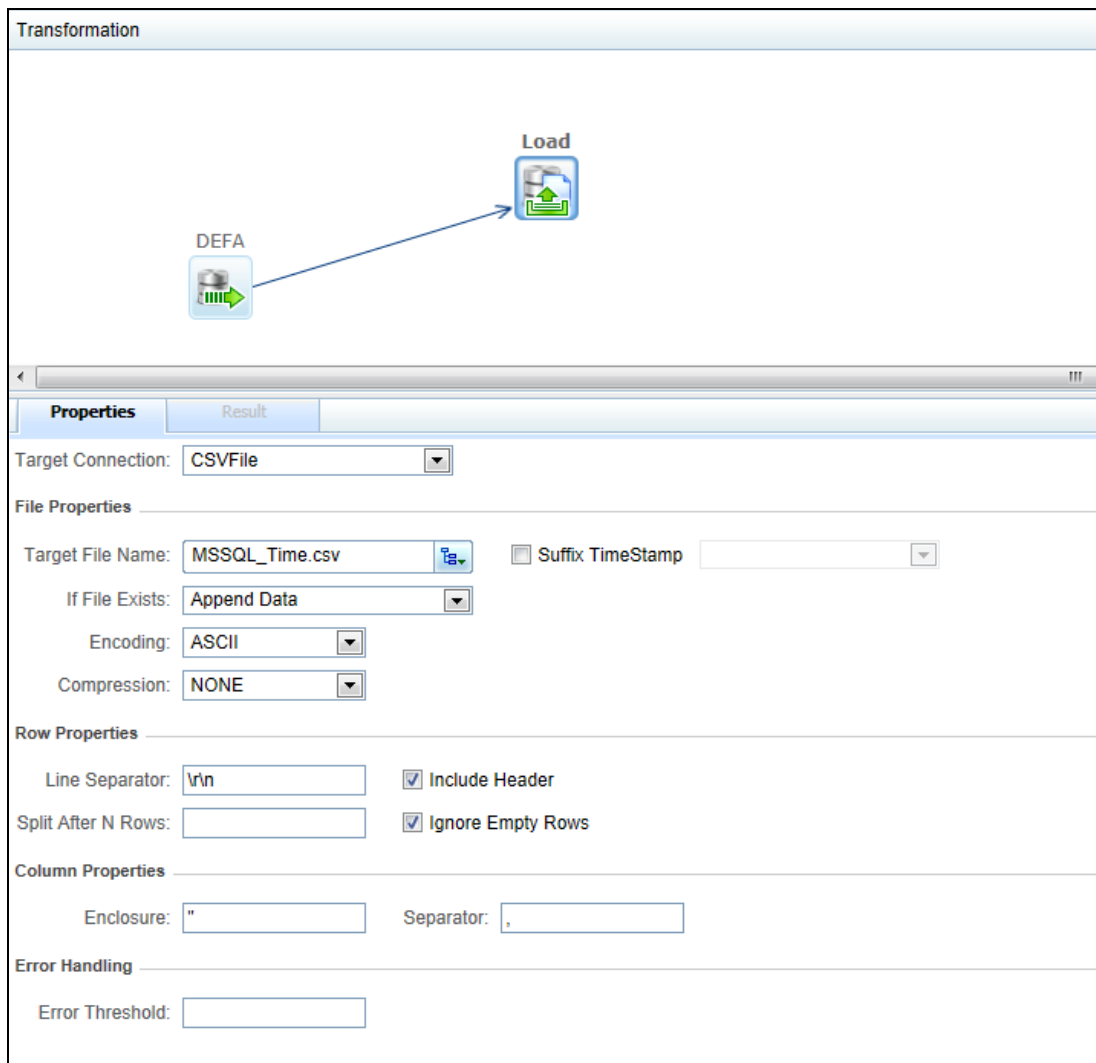 Transformation
Load
DEFA
Properties Result
Target Connection: CSVFile
File Properties
Target File Name: MSSQL_Time.csv Suffix TimeStamp
If File Exists: Append Data
Encoding: ASCII
Compression: NONE
Row Properties
Line Separator: \r\n Include Header
Split After N Rows: Ignore Empty Rows
Column Properties
Enclosure: " Separator: ,
Error Handling
Error Threshold: